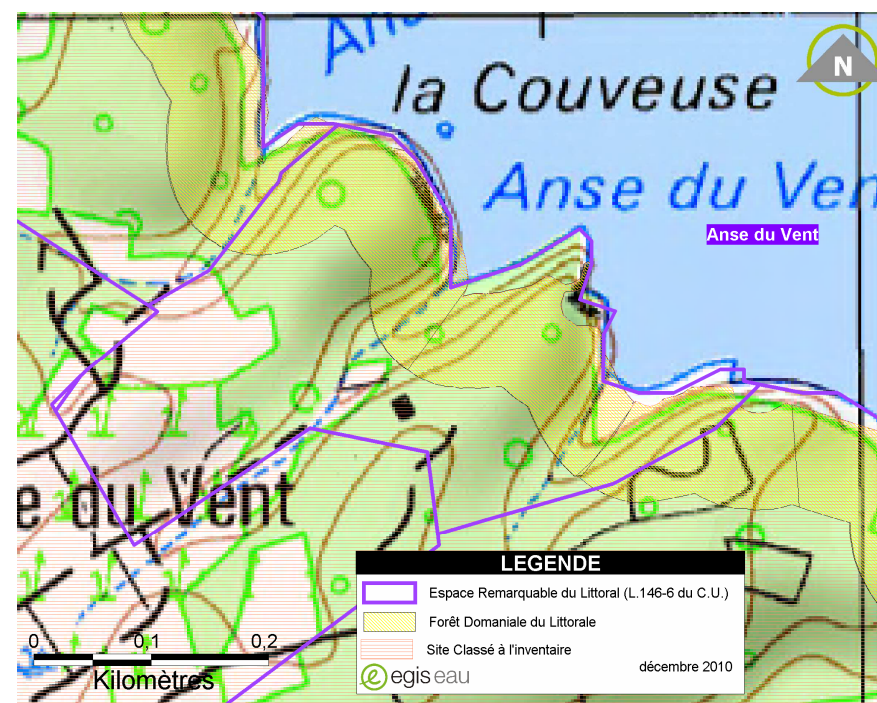 Ans
la Couveuse
N
Anse du Ven
Anse du Vent
e du Vent
LEGENDE
Espace Remarquable du Littoral (L.146-6 du C.U.)
Forêt Domaniale du Littorale
Site Classé à l'inventaire
egis eau
décembre 2010
0 0,1 0,2
Kilomètres